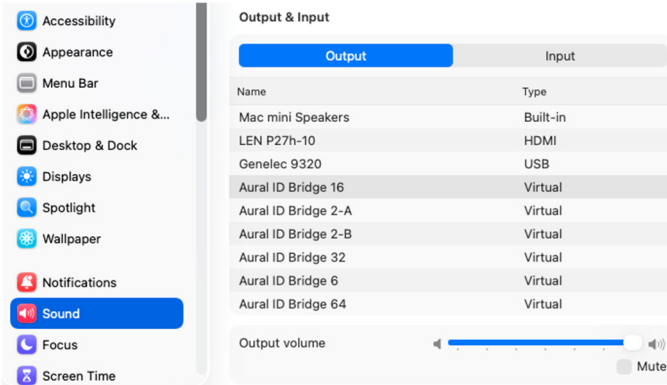 Accessibility
Appearance
Menu Bar
Apple Intelligence &...
Desktop & Dock
Displays
Spotlight
Wallpaper
Notifications
Sound
Focus
Screen Time
Output & Input
Output Input
Name Type
Mac mini Speakers Built-in
LEN P27h-10 HDMI
Genelec 9320 USB
Aural ID Bridge 16 Virtual
Aural ID Bridge 2-A Virtual
Aural ID Bridge 2-B Virtual
Aural ID Bridge 32 Virtual
Aural ID Bridge 6 Virtual
Aural ID Bridge 64 Virtual
Output volume
Mute